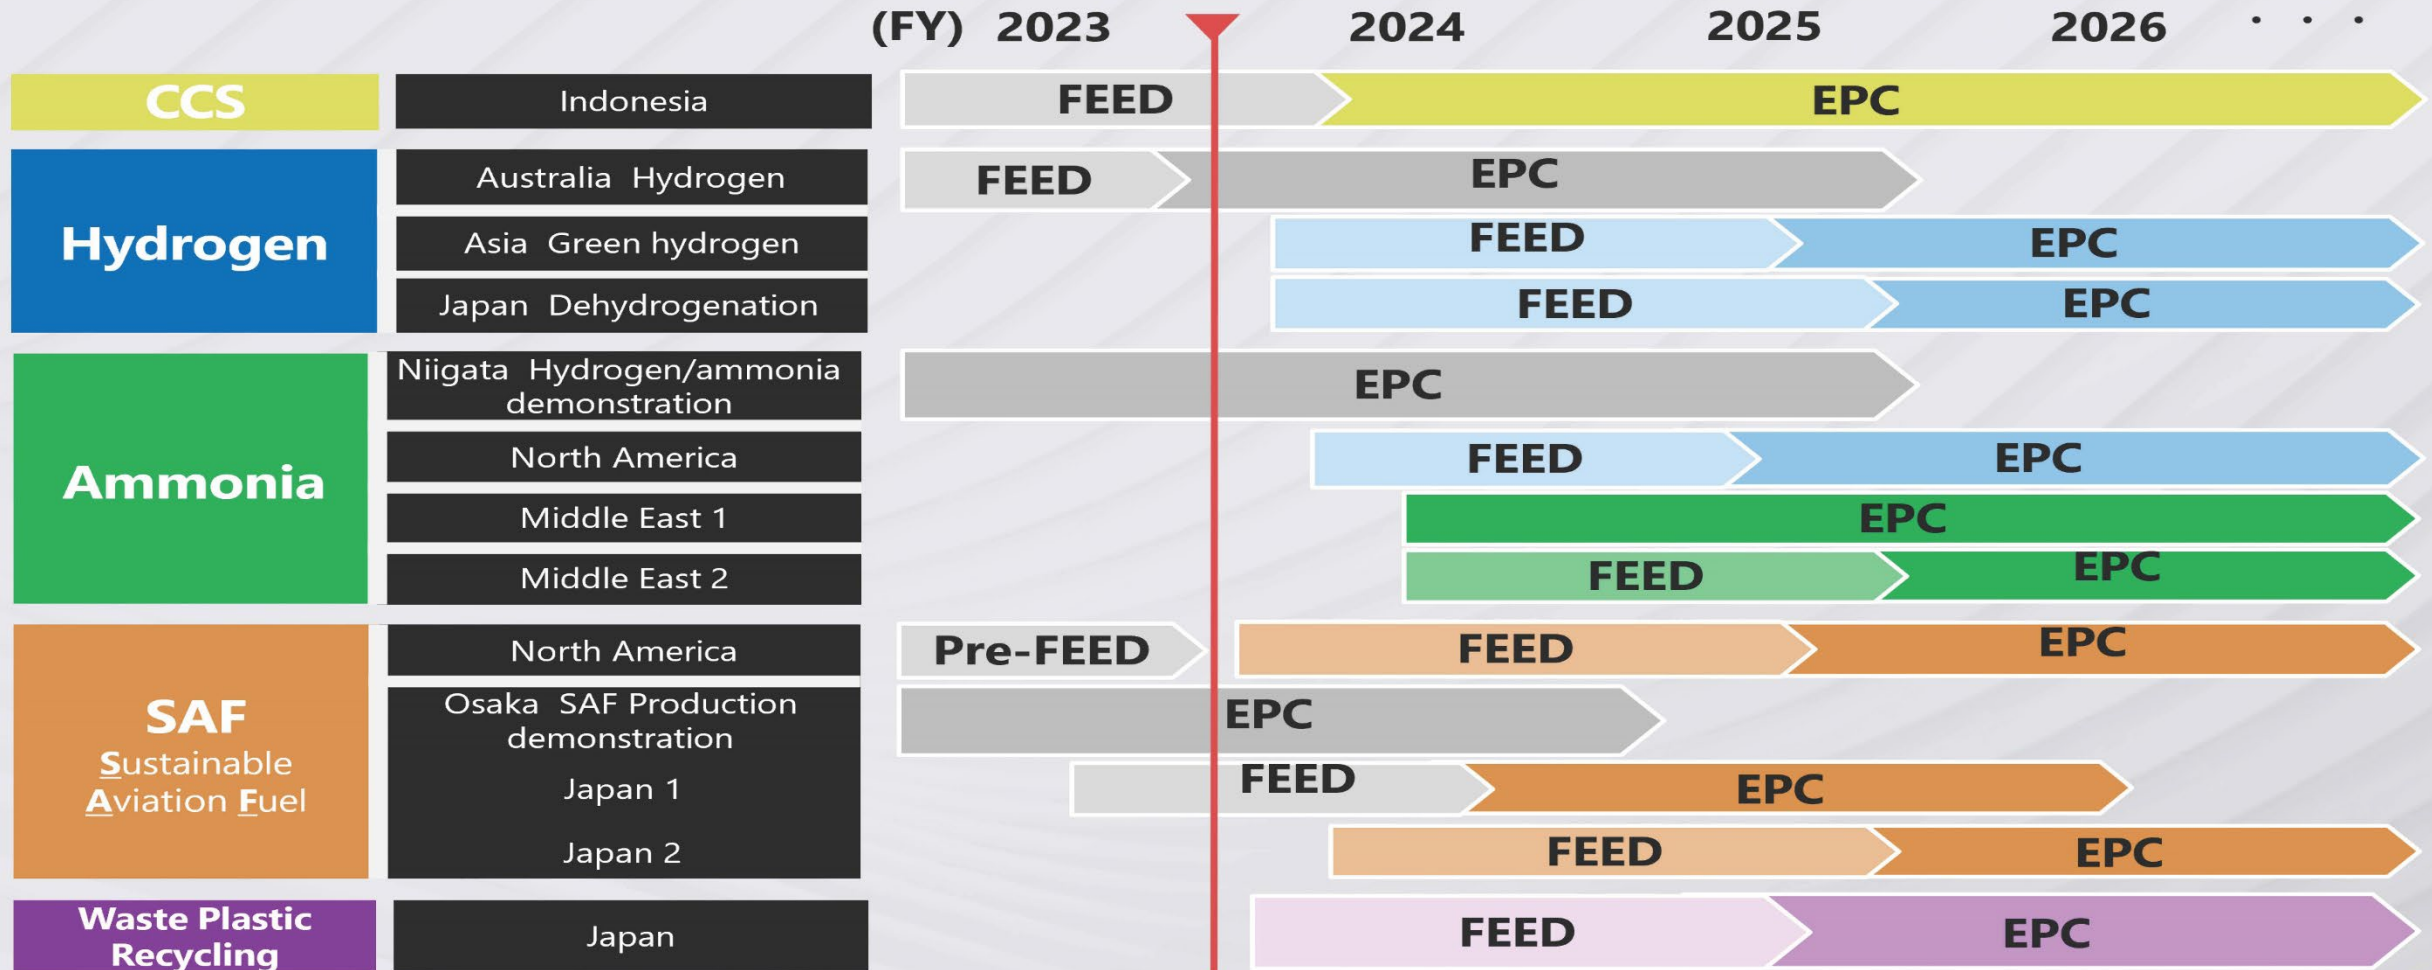 (FY) 2023 2024 2025 2026 . . .
CCS Indonesia FEED EPC
Hydrogen
Australia Hydrogen FEED EPC
Asia Green hydrogen FEED EPC
Japan Dehydrogenation FEED EPC
Ammonia
Niigata Hydrogen/ammonia
demonstration
EPC
North America FEED EPC
Middle East 1 EPC
Middle East 2 FEED EPC
SAF
Sustainable
Aviation Fuel
North America Pre-FEED FEED EPC
Osaka SAF Production
demonstration
EPC
Japan 1 FEED EPC
Japan 2 FEED EPC
Waste Plastic
Recycling
Japan FEED EPC